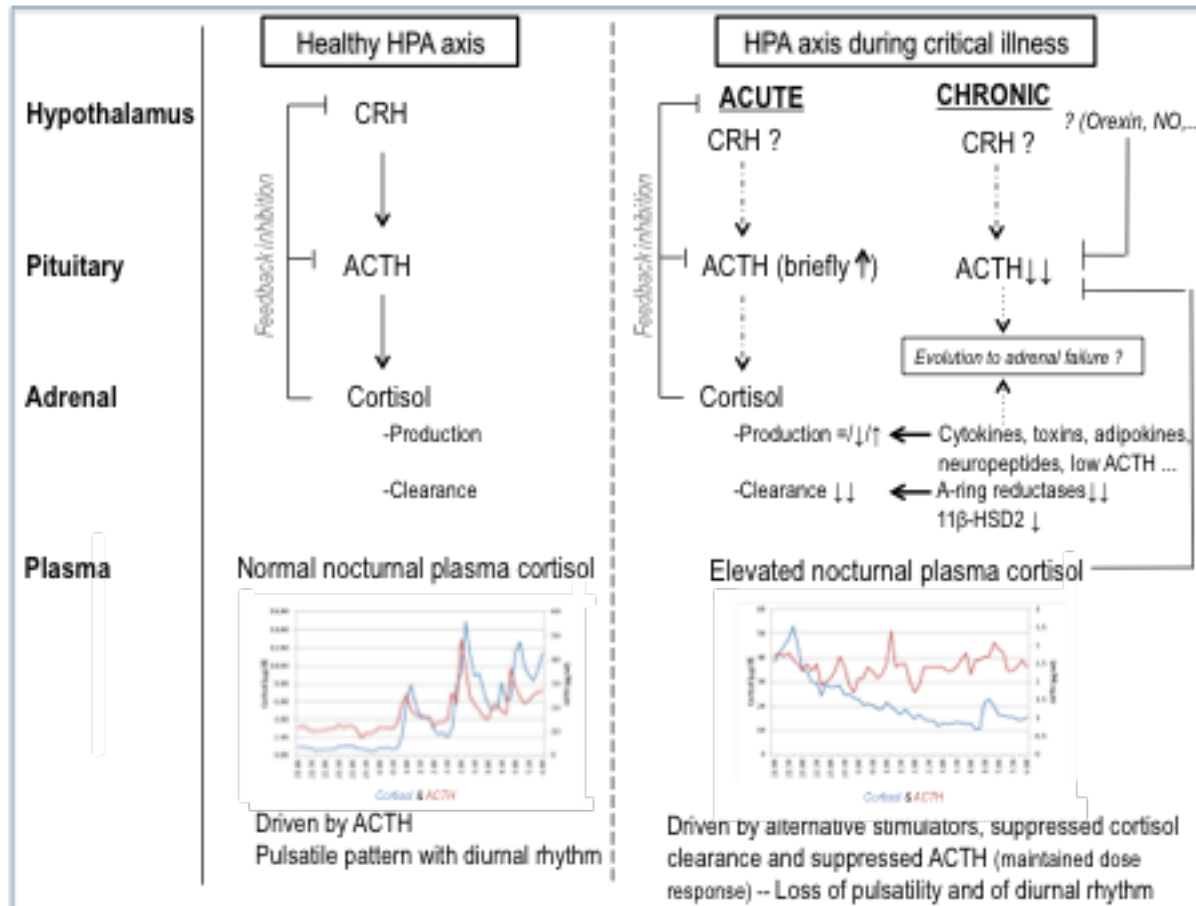 Healthy HPA axis
HPA axis during critical illness
Hypothalamus
CRH
Feedback inhibition
Pituitary
ACTH
Adrenal
Cortisol
-Production
-Clearance
Plasma
Normal nocturnal plasma cortisol
Cortisol & ACTH
Driven by ACTH
Pulsatile pattern with diurnal rhythm
ACUTE
CHRONIC
CRH ?
CRH ?
? (Orexin, NO,...
Feedback inhibition
ACTH (briefly ↑)
ACTH↓↓
Evolution to adrenal failure ?
Cortisol
-Production =/↓/↑
Cytokines, toxins, adipokines,
neuropeptides, low ACTH ...
-Clearance ↓↓
A-ring reductases↓↓
11β-HSD2 ↓
Elevated nocturnal plasma cortisol
Cortisol & ACTH
Driven by alternative stimulators, suppressed cortisol
clearance and suppressed ACTH (maintained dose
response) -- Loss of pulsatility and of diurnal rhythm